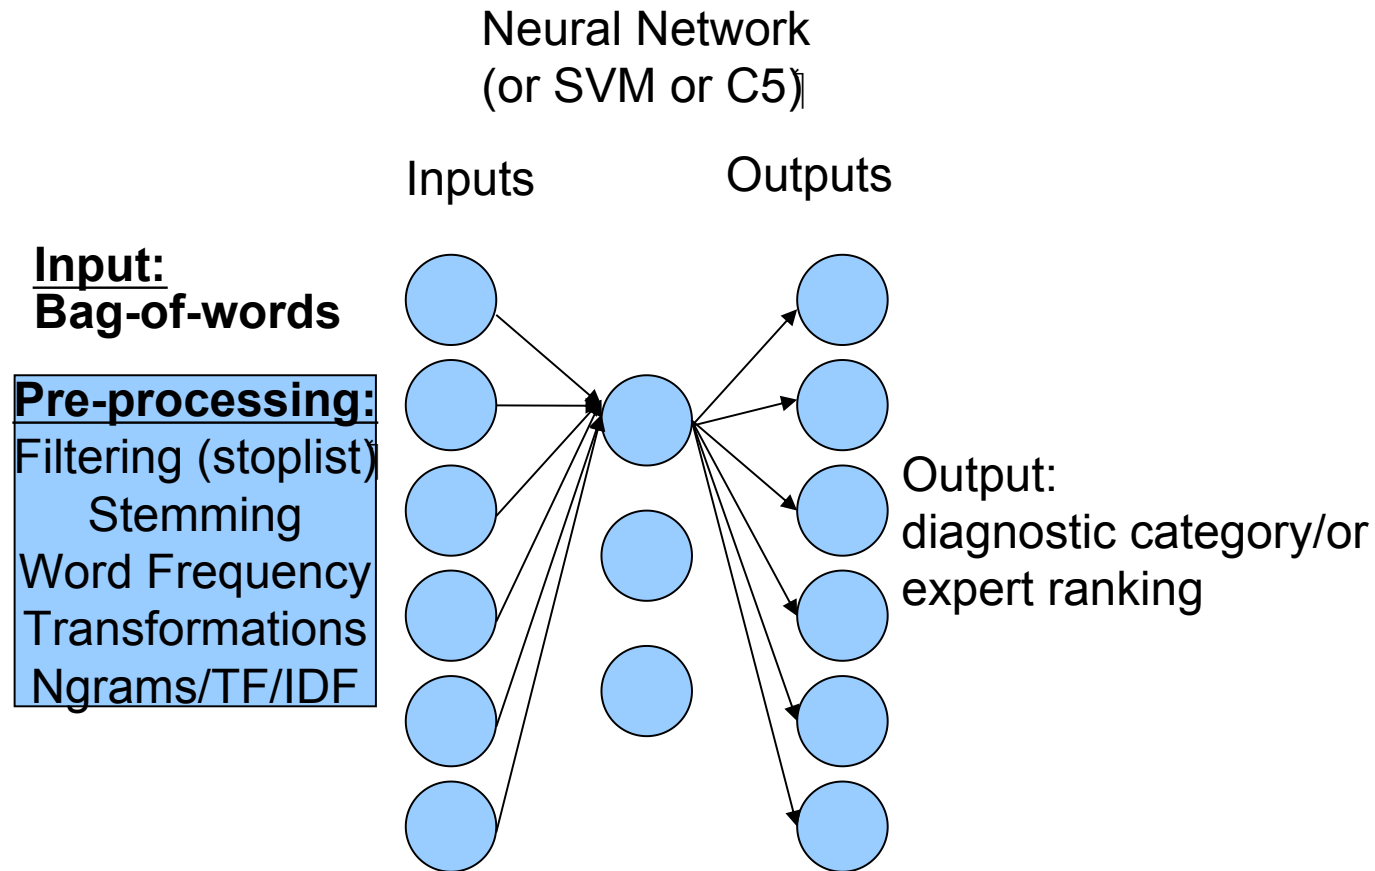 Neural Network
(or SVM or C5)
Inputs
Outputs
Input:
Bag-of-words
Pre-processing:
Filtering (stoplist)
Stemming
Word Frequency
Transformations
Ngrams/TF/IDF
Output:
diagnostic category/or
expert ranking